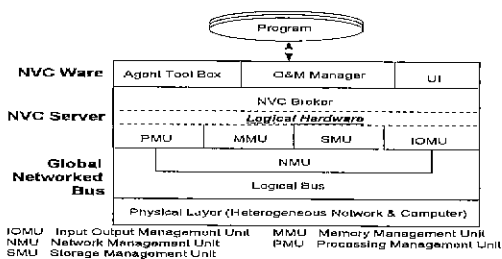 Program
NVC Ware Agent Tool Box O&M Manager UI
NVC Broker
NVC Server Logical Hardware
PMU MMU SMU IOMU
Global Networked Bus NMU
Logical Bus
Physical Layer (Heterogeneous Network & Computer)
IOMU Input Output Management Unit MMU Memory Management Unit
NMU Network Management Unit PMU Processing Management Unit
SMU Storage Management Unit